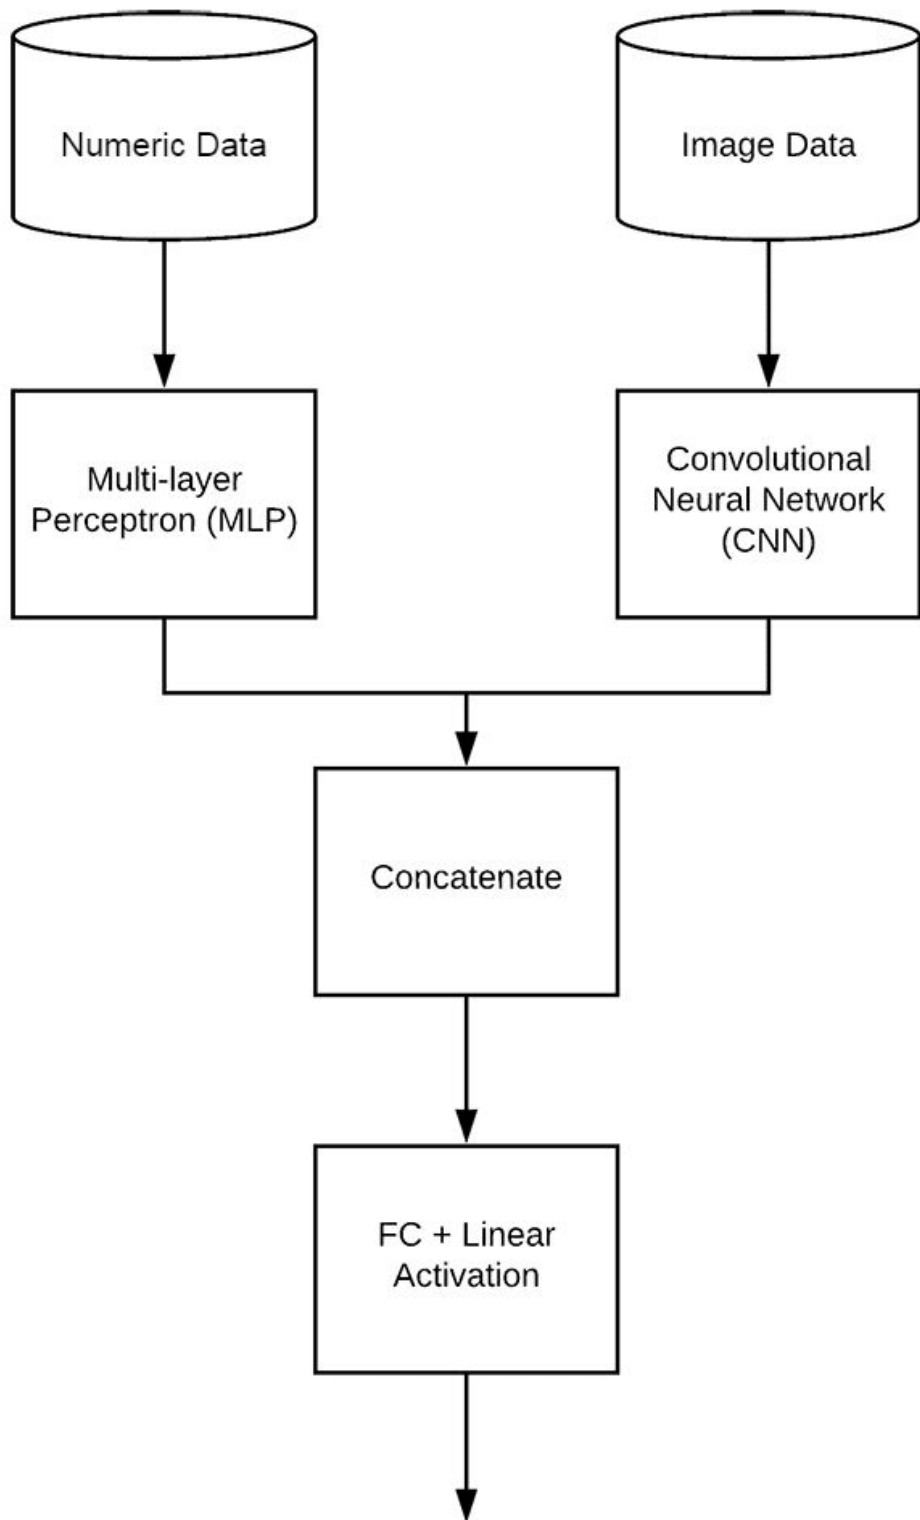 Numeric Data
Image Data
Multi-layer
Perceptron (MLP)
Convolutional
Neural Network
(CNN)
Concatenate
FC + Linear
Activation